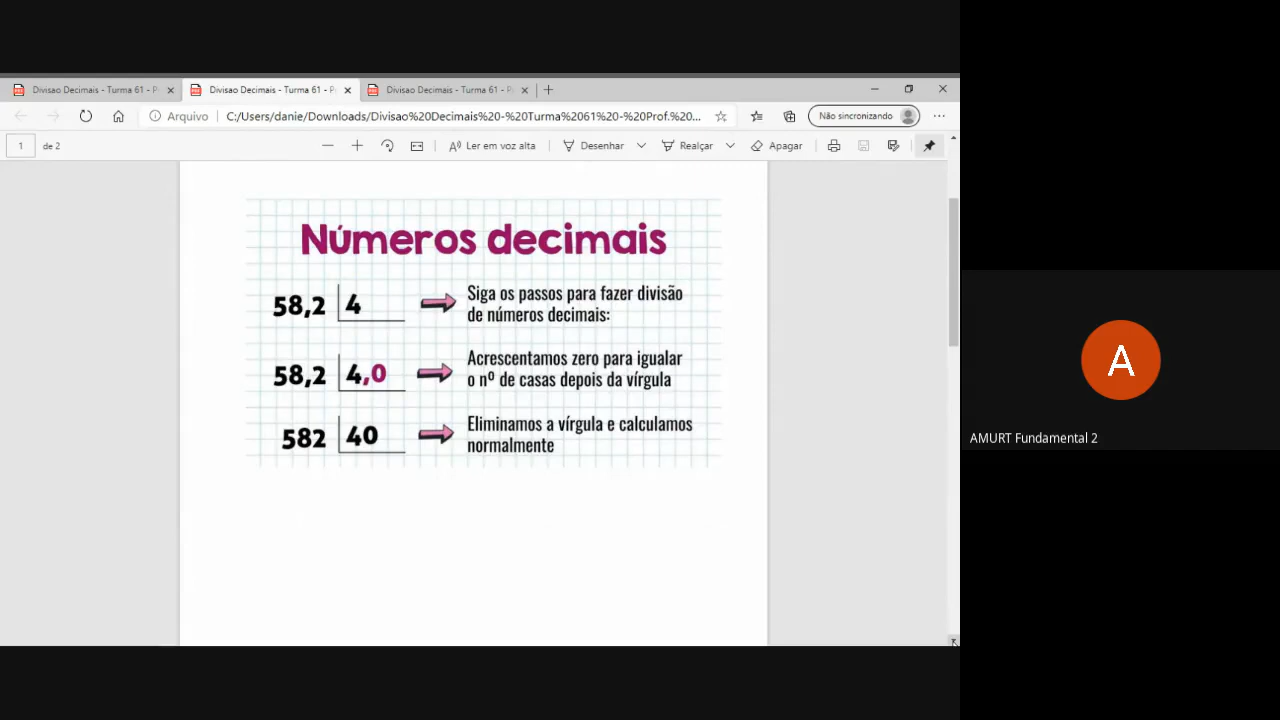 Divisao Decimais - Turma 61 - P
Divisao Decimais - Turma 61 - P
Divisao Decimais - Turma 61 - P
Arquivo
C:/Users/danie/Downloads/Divisao%20Decimais%20-%20Turma%2061%20-%20Prof.%20...
Não sincronizando
1 de 2
Ler em voz alta
Desenhar
Realçar
Apagar
Números decimais
58,2 4
Siga os passos para fazer divisão
de números decimais:
58,2 4,0
Acrescentamos zero para igualar
o nº de casas depois da vírgula
582 40
Eliminamos a vírgula e calculamos
normalmente
A
AMURT Fundamental 2